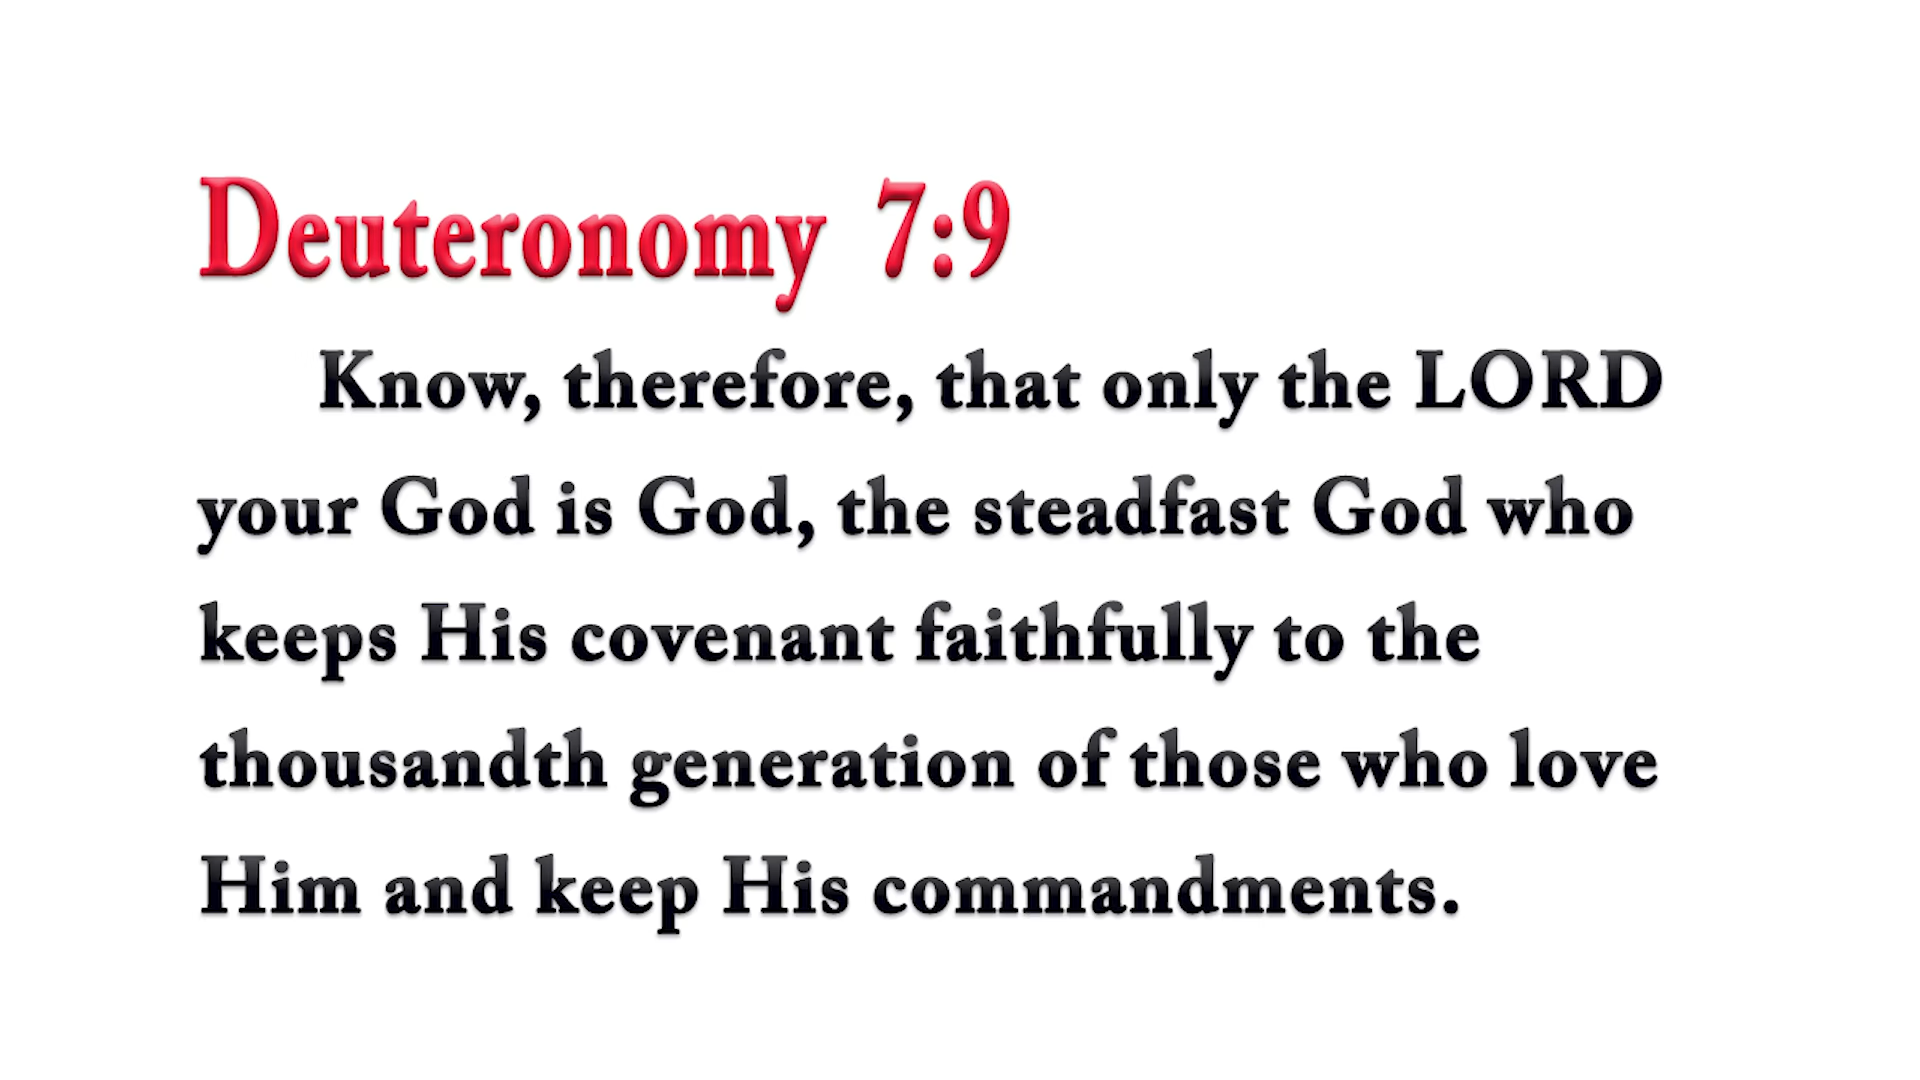 Deuteronomy 7:9
Know, therefore, that only the LORD
your God is God, the steadfast God who
keeps His covenant faithfully to the
thousandth generation of those who love
Him and keep His commandments.